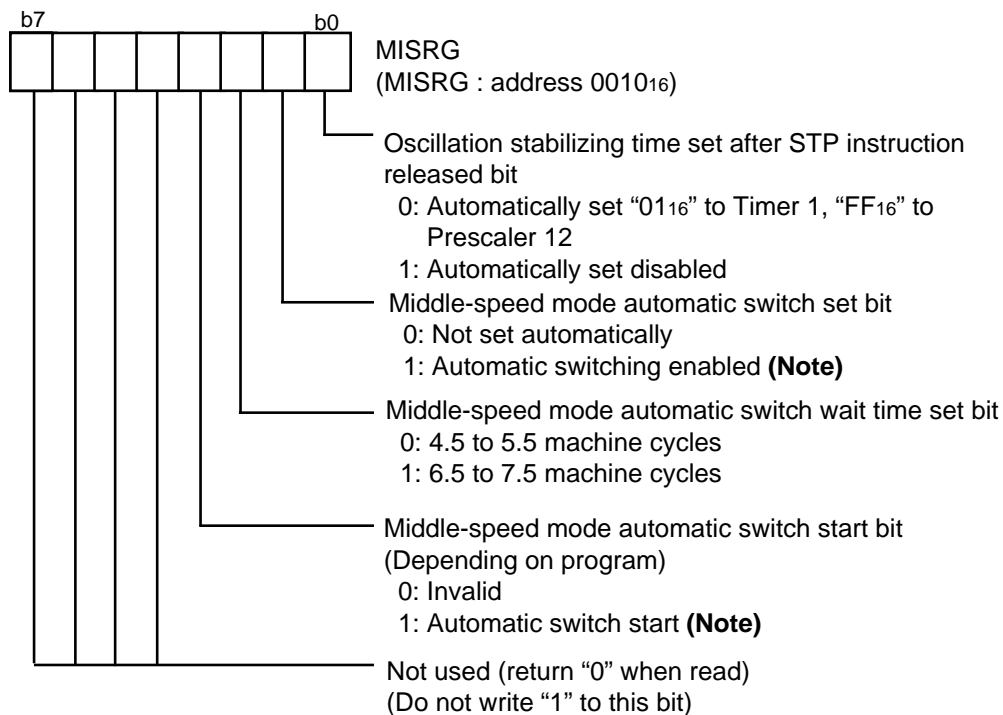 b7 b0
MISRG
(MISRG : address 001016)
Oscillation stabilizing time set after STP instruction
released bit
0: Automatically set “0116” to Timer 1, “FF16” to
Prescaler 12
1: Automatically set disabled
Middle-speed mode automatic switch set bit
0: Not set automatically
1: Automatic switching enabled (Note)
Middle-speed mode automatic switch wait time set bit
0: 4.5 to 5.5 machine cycles
1: 6.5 to 7.5 machine cycles
Middle-speed mode automatic switch start bit
(Depending on program)
0: Invalid
1: Automatic switch start (Note)
Not used (return “0” when read)
(Do not write “1” to this bit)